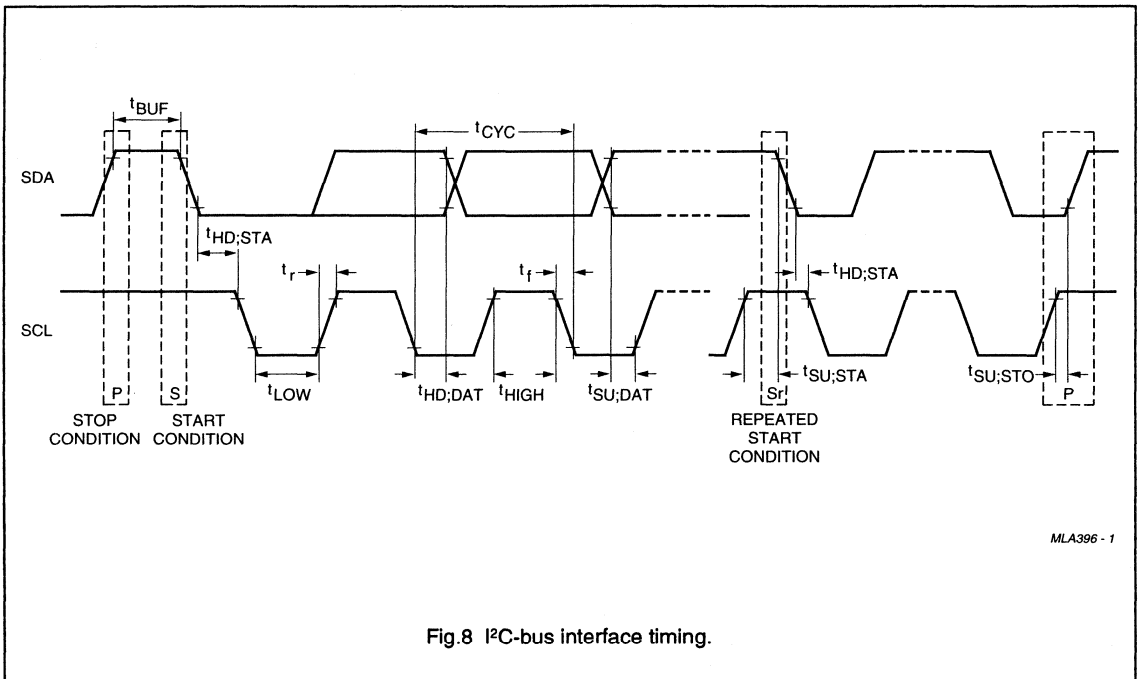 tBUF
tCYC
SDA
tHD;STA
tr
tf
tHD;STA
SCL
tLOW
tHD;DAT
tHIGH
tSU;DAT
tSU;STA
tSU;STO
P
S
Sr
P
STOP
CONDITION
START
CONDITION
REPEATED
START
CONDITION
MLA396 - 1
Fig.8 I²C-bus interface timing.